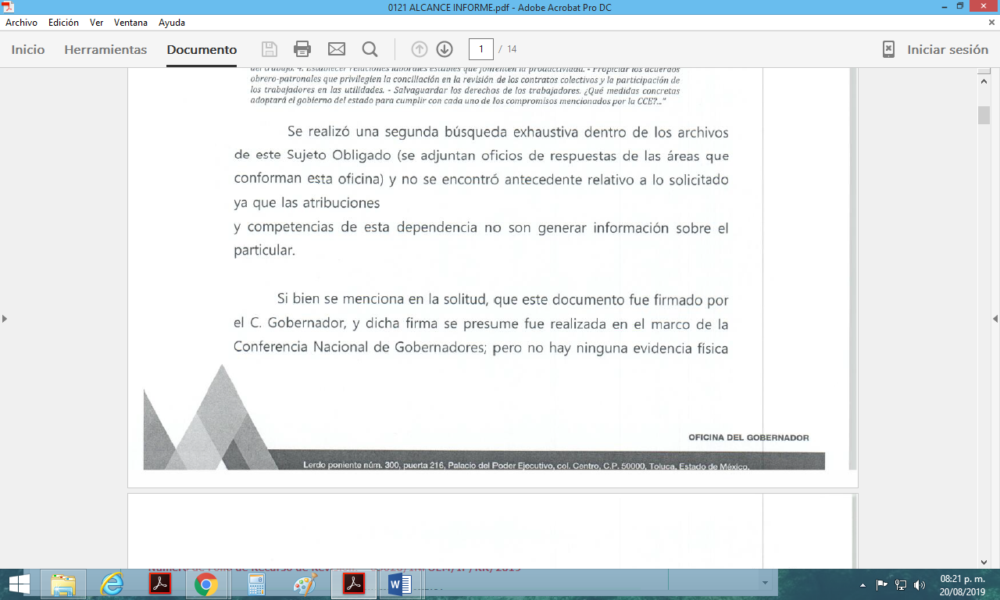 0121 ALCANCE INFORME.pdf - Adobe Acrobat Pro DC
Archivo Edición Ver Ventana Ayuda
Inicio Herramientas Documento 1 / 14 Iniciar sesión
del trabajo. 4. Establecer relaciones laborales estables que fomenten la productividad. - Propiciar los acuerdos
obrero-patronales que privilegien la conciliación en la revisión de los contratos colectivos y la participación de
los trabajadores en las utilidades. - Salvaguardar los derechos de los trabajadores. ¿Qué medidas concretas
adoptará el gobierno del estado para cumplir con cada uno de los compromisos mencionados por la CCE?..."
Se realizó una segunda búsqueda exhaustiva dentro de los archivos
de este Sujeto Obligado (se adjuntan oficios de respuestas de las áreas que
conforman esta oficina) y no se encontró antecedente relativo a lo solicitado
ya que las atribuciones
y competencias de esta dependencia no son generar información sobre el
particular.
Si bien se menciona en la solitud, que este documento fue firmado por
el C. Gobernador, y dicha firma se presume fue realizada en el marco de la
Conferencia Nacional de Gobernadores; pero no hay ninguna evidencia física
OFICINA DEL GOBERNADOR
Lerdo poniente núm. 300, puerta 216, Palacio del Poder Ejecutivo, col. Centro, C.P. 50000, Toluca, Estado de México.
08:21 p. m.
20/08/2019